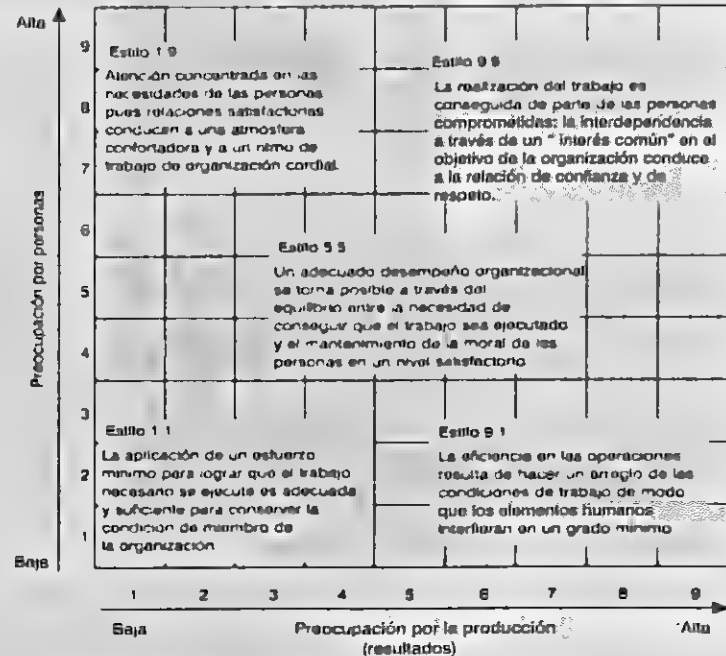 Alta
9
8
7
6
5
4
3
2
1
Baja
Preocupación por personas
Estilo 1.9
Atención concentrada en las
necesidades de las personas
pues relaciones satisfactorias
conducen a una atmósfera
confortadora y a un ritmo de
trabajo de organización cordial.
Estilo 9.9
La realización del trabajo es
conseguida de parte de las personas
comprometidas: la interdependencia
a través de un " interés común" en el
objetivo de la organización conduce
a la relación de confianza y de
respeto.
Estilo 5.5
Un adecuado desempeño organizacional
se torna posible a través del
equilibrio entre la necesidad de
conseguir que el trabajo sea ejecutado
y el mantenimiento de la moral de las
personas en un nivel satisfactorio
Estilo 1.1
La aplicación de un esfuerzo
mínimo para lograr que el trabajo
necesario se ejecute es adecuada
y suficiente para conservar la
condición de miembro de
la organización
Estilo 9.1
La eficiencia en las operaciones
resulta de hacer un arreglo de las
condiciones de trabajo de modo
que los elementos humanos
interfieran en un grado mínimo
1 2 3 4 5 6 7 8 9
Baja
Preocupación por la producción
(resultados)
Alta